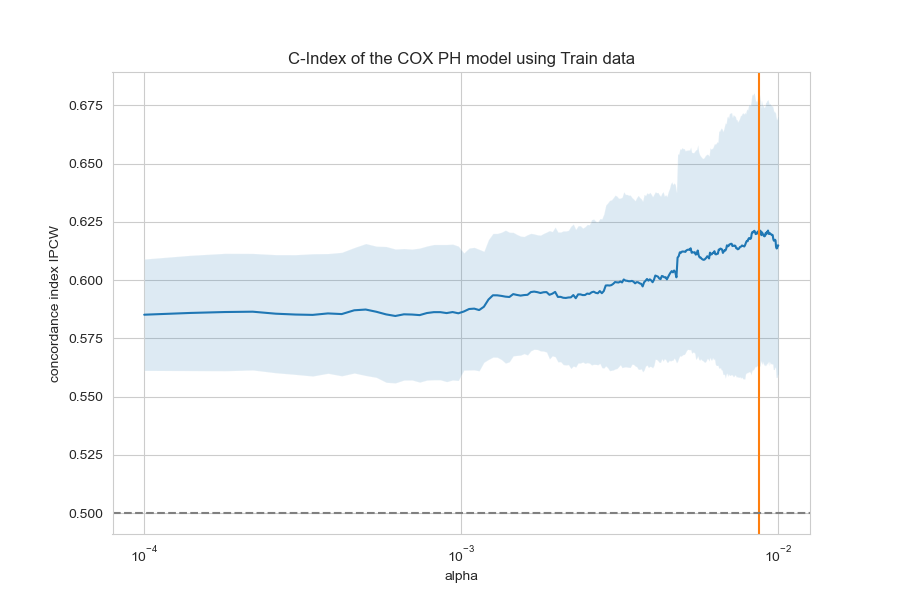 C-Index of the COX PH model using Train data
0.675
0.650
0.625
0.600
0.575
0.550
0.525
0.500
concordance index IPCW
10⁻⁴ 10⁻³ 10⁻²
alpha